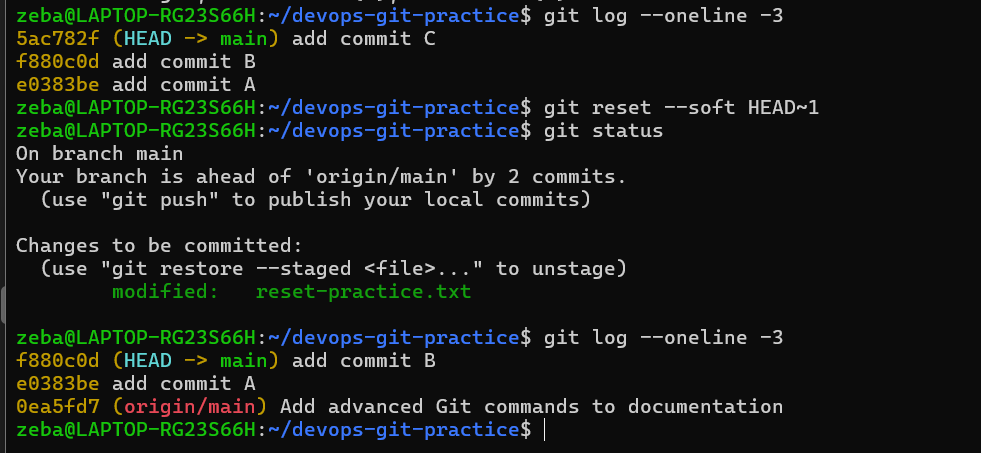 zeba@LAPTOP-RG23S66H:~/devops-git-practice$ git log --oneline -3
5ac782f (HEAD -> main) add commit C
f880c0d add commit B
e0383be add commit A
zeba@LAPTOP-RG23S66H:~/devops-git-practice$ git reset --soft HEAD~1
zeba@LAPTOP-RG23S66H:~/devops-git-practice$ git status
On branch main
Your branch is ahead of 'origin/main' by 2 commits.
  (use "git push" to publish your local commits)

Changes to be committed:
  (use "git restore --staged <file>..." to unstage)
        modified:   reset-practice.txt

zeba@LAPTOP-RG23S66H:~/devops-git-practice$ git log --oneline -3
f880c0d (HEAD -> main) add commit B
e0383be add commit A
0ea5fd7 (origin/main) Add advanced Git commands to documentation
zeba@LAPTOP-RG23S66H:~/devops-git-practice$